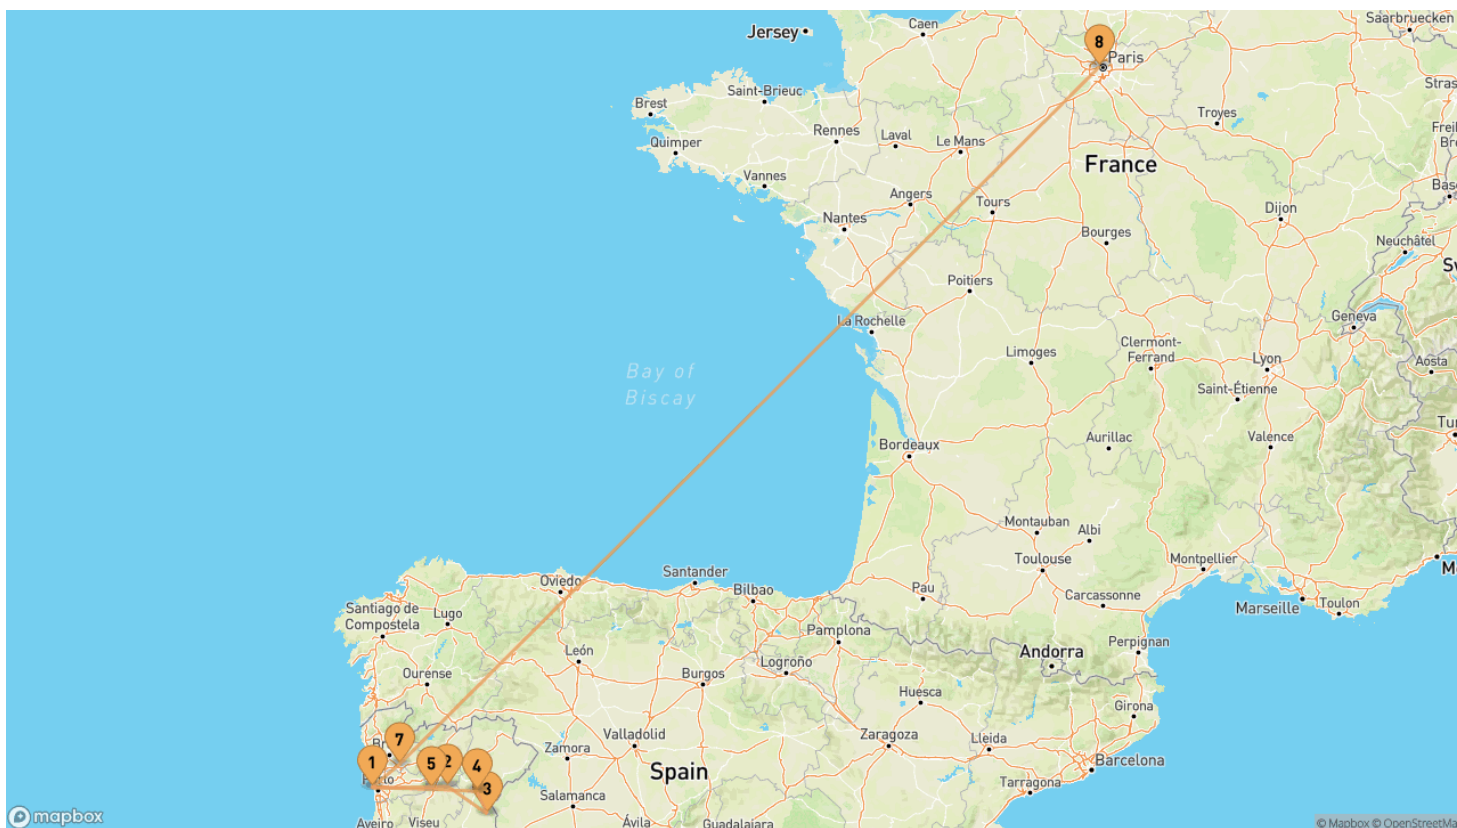 Jersey
Caen
8
Paris
Saarbruecken
Saint-Brieuc
Brest
Stras
Troyes
Rennes
Laval
Le Mans
Quimper
France
Vannes
Angers
Tours
Dijon
Nantes
Bourges
Neuchâtel
Poitiers
La Rochelle
Geneva
Bay of
Biscay
Limoges
Clermont-
Ferrand
Lyon
Aosta
Saint-Étienne
Bordeaux
Aurillac
Valence
Montauban
Albi
Toulouse
Montpellier
Oviedo
Santander
Bilbao
Pau
Carcassonne
Marseille
Toulon
Santiago de
Compostela
Lugo
Pamplona
Perpignan
León
Logroño
Andorra
Ourense
Burgos
Huesca
Girona
7
1
5
2
4
3
Zamora
Valladolid
Zaragoza
Lleida
Spain
Barcelona
Salamanca
Tarragona
mapbox
Aveiro
Viseu
Ávila
Guadalajara
© Mapbox © OpenStreetMa